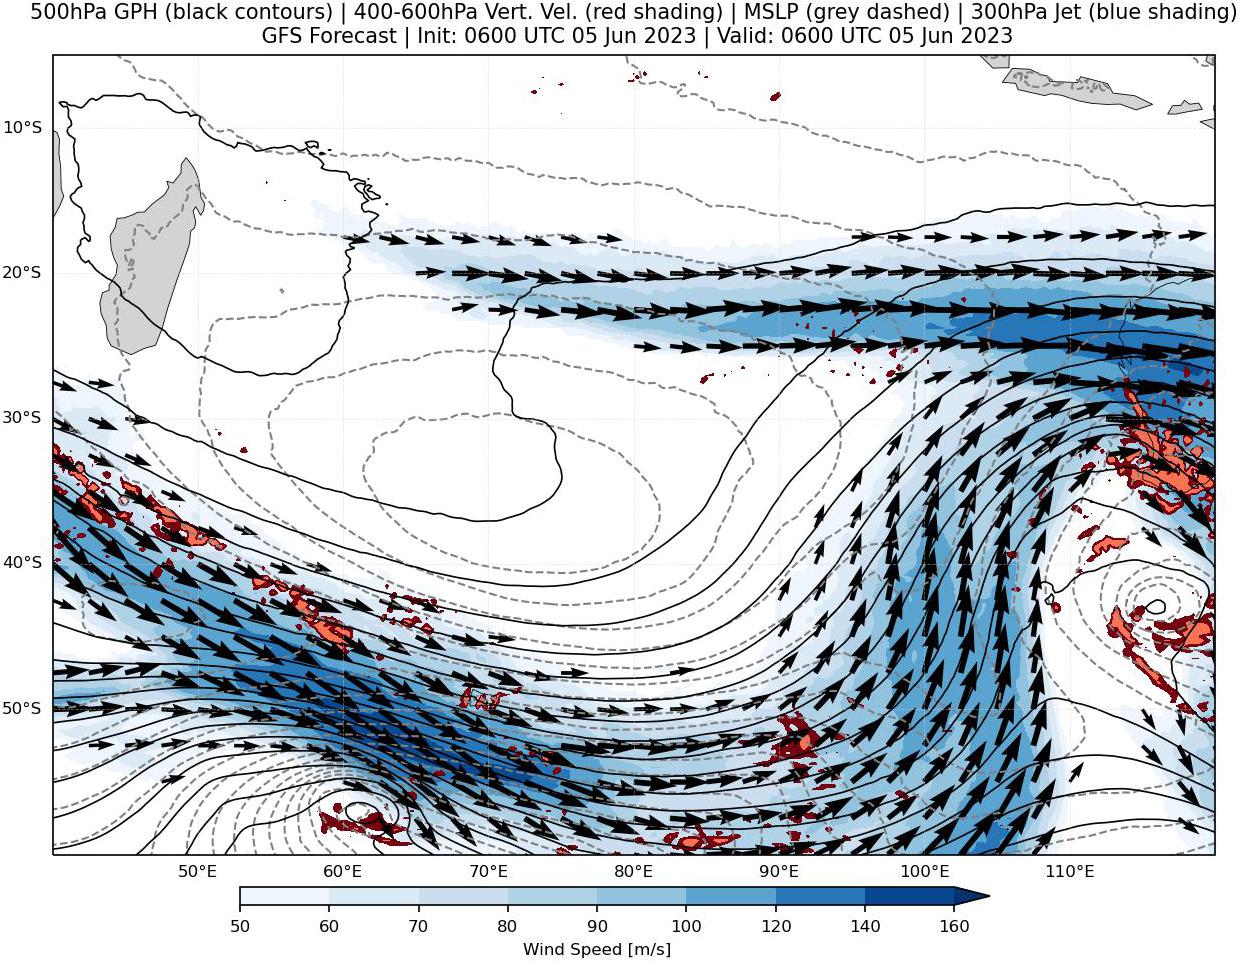 500hPa GPH (black contours) | 400-600hPa Vert. Vel. (red shading) | MSLP (grey dashed) | 300hPa Jet (blue shading)
GFS Forecast | Init: 0600 UTC 05 Jun 2023 | Valid: 0600 UTC 05 Jun 2023
10°S
20°S
30°S
40°S
50°S
50°E 60°E 70°E 80°E 90°E 100°E 110°E
50 60 70 80 90 100 120 140 160
Wind Speed [m/s]